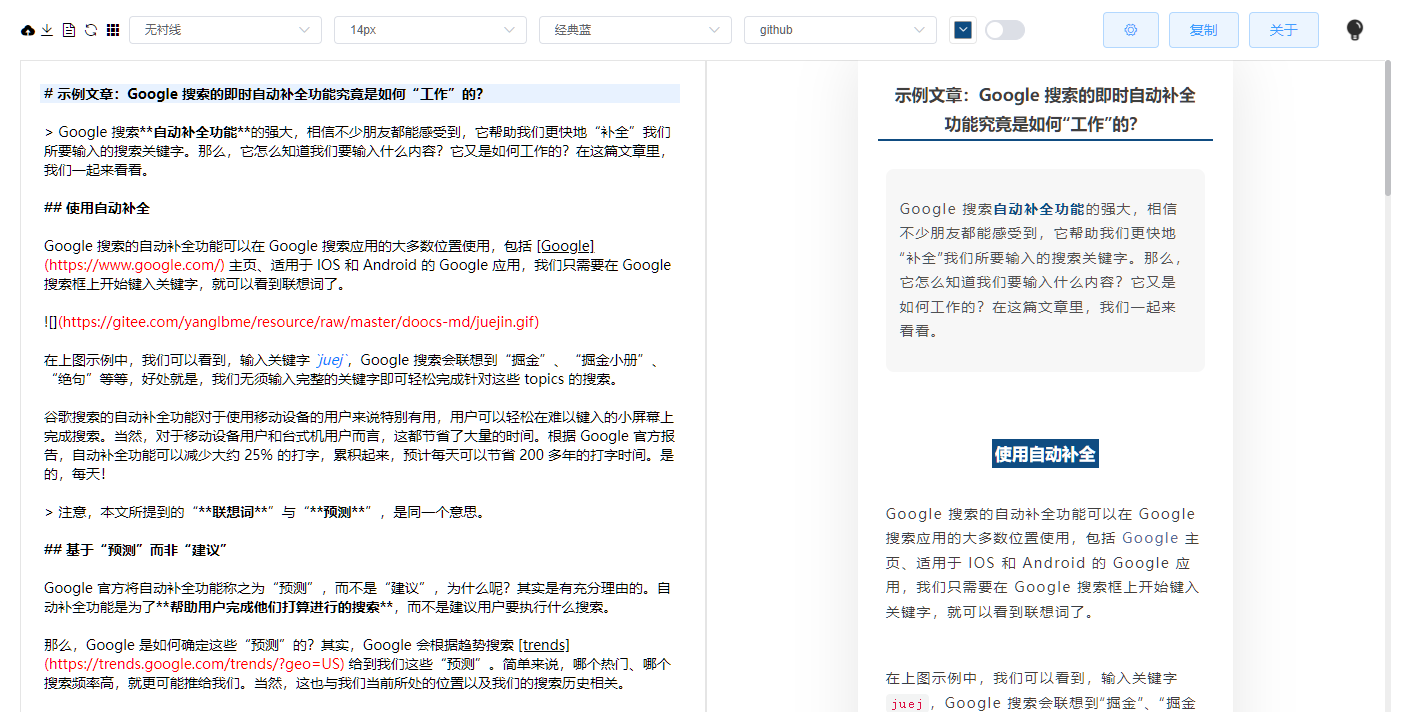 无衬线
14px
经典蓝
github
复制
关于
# 示例文章：Google 搜索的即时自动补全功能究竟是如何“工作”的？
> Google 搜索**自动补全功能**的强大，相信不少朋友都能感受到，它帮助我们更快地“补全”我们
所要输入的搜索关键字。那么，它怎么知道我们要输入什么内容？它又是如何工作的？在这篇文章里，
我们一起来看看。
## 使用自动补全
Google 搜索的自动补全功能可以在 Google 搜索应用的大多数位置使用，包括 [Google]
(https://www.google.com/) 主页、适用于 IOS 和 Android 的 Google 应用，我们只需要在 Google
搜索框上开始键入关键字，就可以看到联想词了。
![](https://gitee.com/yanglbme/resource/raw/master/doocs-md/juejin.gif)
在上图示例中，我们可以看到，输入关键字 `juej`，Google 搜索会联想到“掘金”、“掘金小册”、
“绝句”等等，好处就是，我们无须输入完整的关键字即可轻松完成针对这些 topics 的搜索。
谷歌搜索的自动补全功能对于使用移动设备的用户来说特别有用，用户可以轻松在难以键入的小屏幕上
完成搜索。当然，对于移动设备用户和台式机用户而言，这都节省了大量的时间。根据 Google 官方报
告，自动补全功能可以减少大约 25% 的打字，累积起来，预计每天可以节省 200 多年的打字时间。是
的，每天！
> 注意，本文所提到的“**联想词**”与“**预测**”，是同一个意思。
## 基于“预测”而非“建议”
Google 官方将自动补全功能称之为“预测”，而不是“建议”，为什么呢？其实是有充分理由的。自
动补全功能是为了**帮助用户完成他们打算进行的搜索**，而不是建议用户要执行什么搜索。
那么，Google 是如何确定这些“预测”的？其实，Google 会根据趋势搜索 [trends]
(https://trends.google.com/trends/?geo=US) 给到我们这些“预测”。简单来说，哪个热门、哪个
搜索频率高，就更可能推给我们。当然，这也与我们当前所处的位置以及我们的搜索历史相关。
示例文章：Google 搜索的即时自动补全
功能究竟是如何“工作”的？
Google 搜索自动补全功能的强大，相信
不少朋友都能感受到，它帮助我们更快地
“补全”我们所要输入的搜索关键字。那么，
它怎么知道我们要输入什么内容？它又是
如何工作的？在这篇文章里，我们一起来
看看。
使用自动补全
Google 搜索的自动补全功能可以在 Google
搜索应用的大多数位置使用，包括 Google 主
页、适用于 IOS 和 Android 的 Google 应
用，我们只需要在 Google 搜索框上开始键入
关键字，就可以看到联想词了。
在上图示例中，我们可以看到，输入关键字
juej，Google 搜索会联想到“掘金”、“掘金